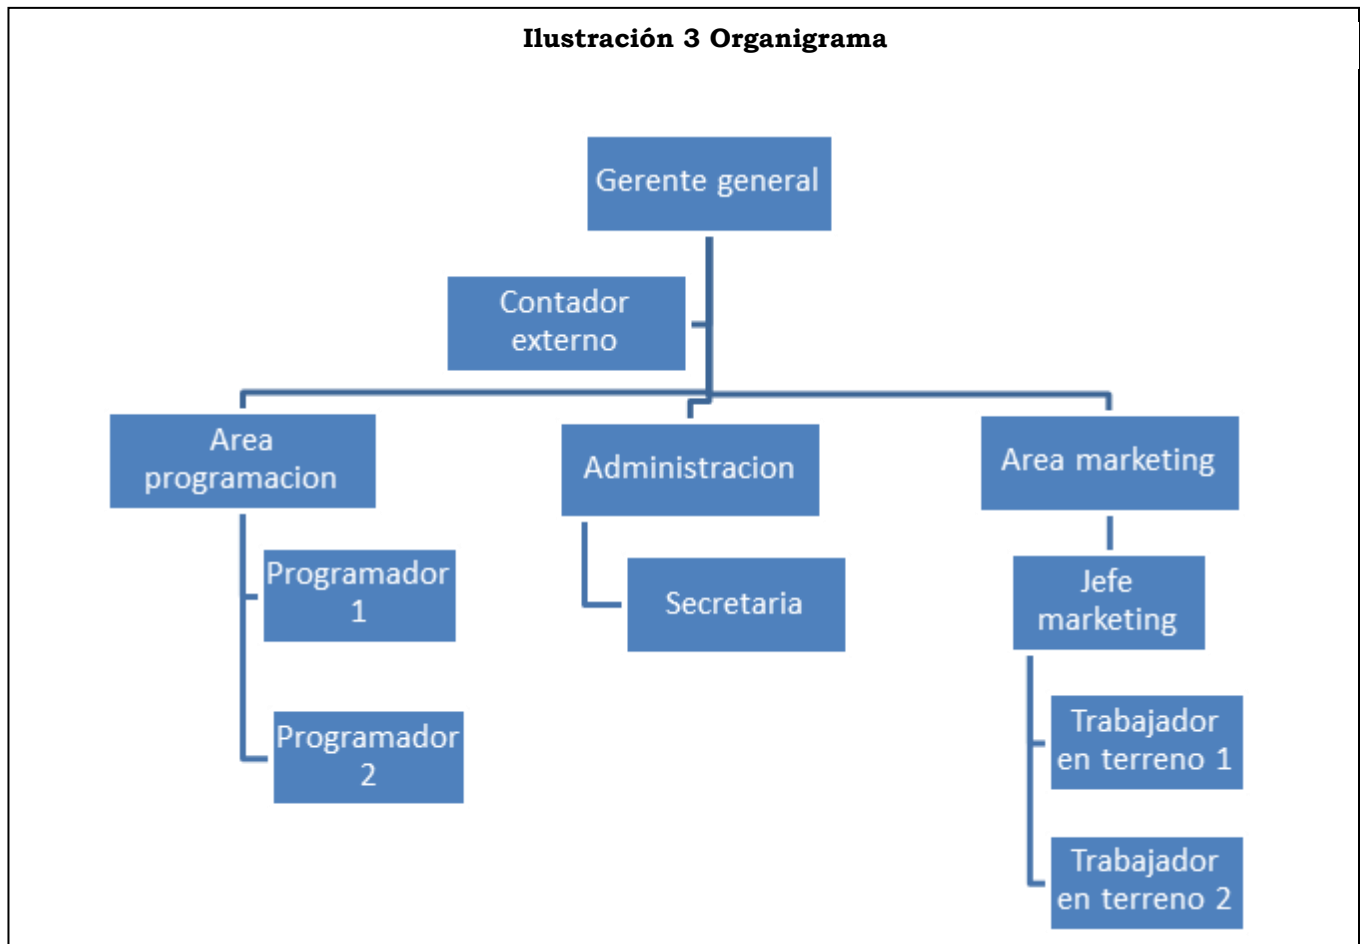 Ilustración 3 Organigrama
Gerente general
Contador
externo
Area
programacion
Administracion
Area marketing
Programador
1
Secretaria
Jefe
marketing
Programador
2
Trabajador
en terreno 1
Trabajador
en terreno 2